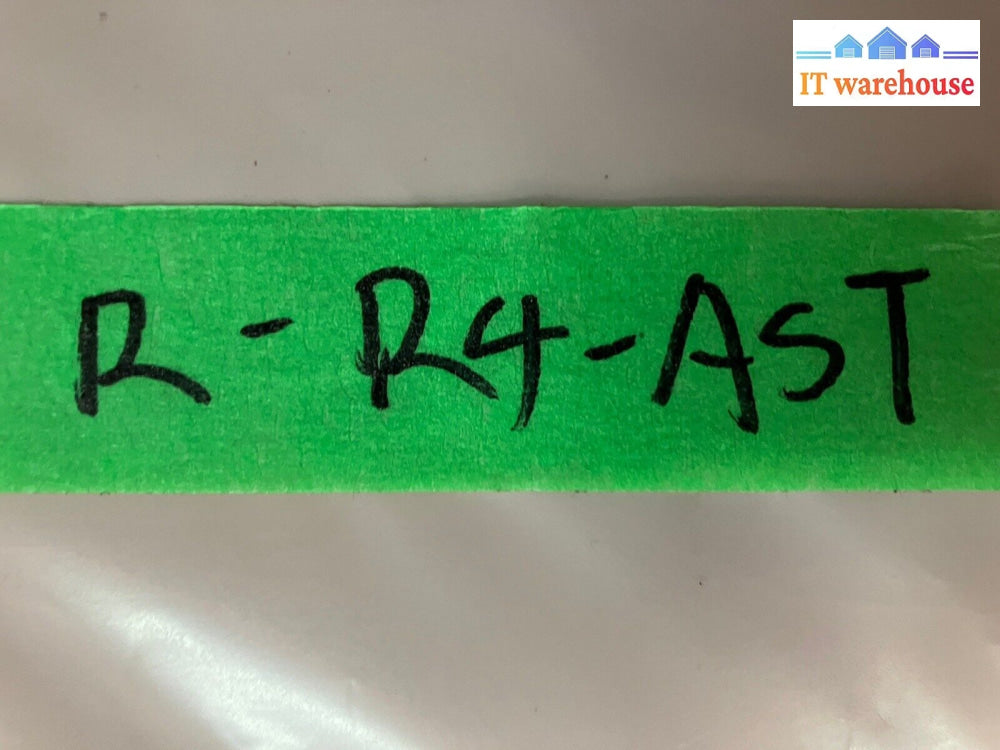 IT warehouse
R - R4 - AST